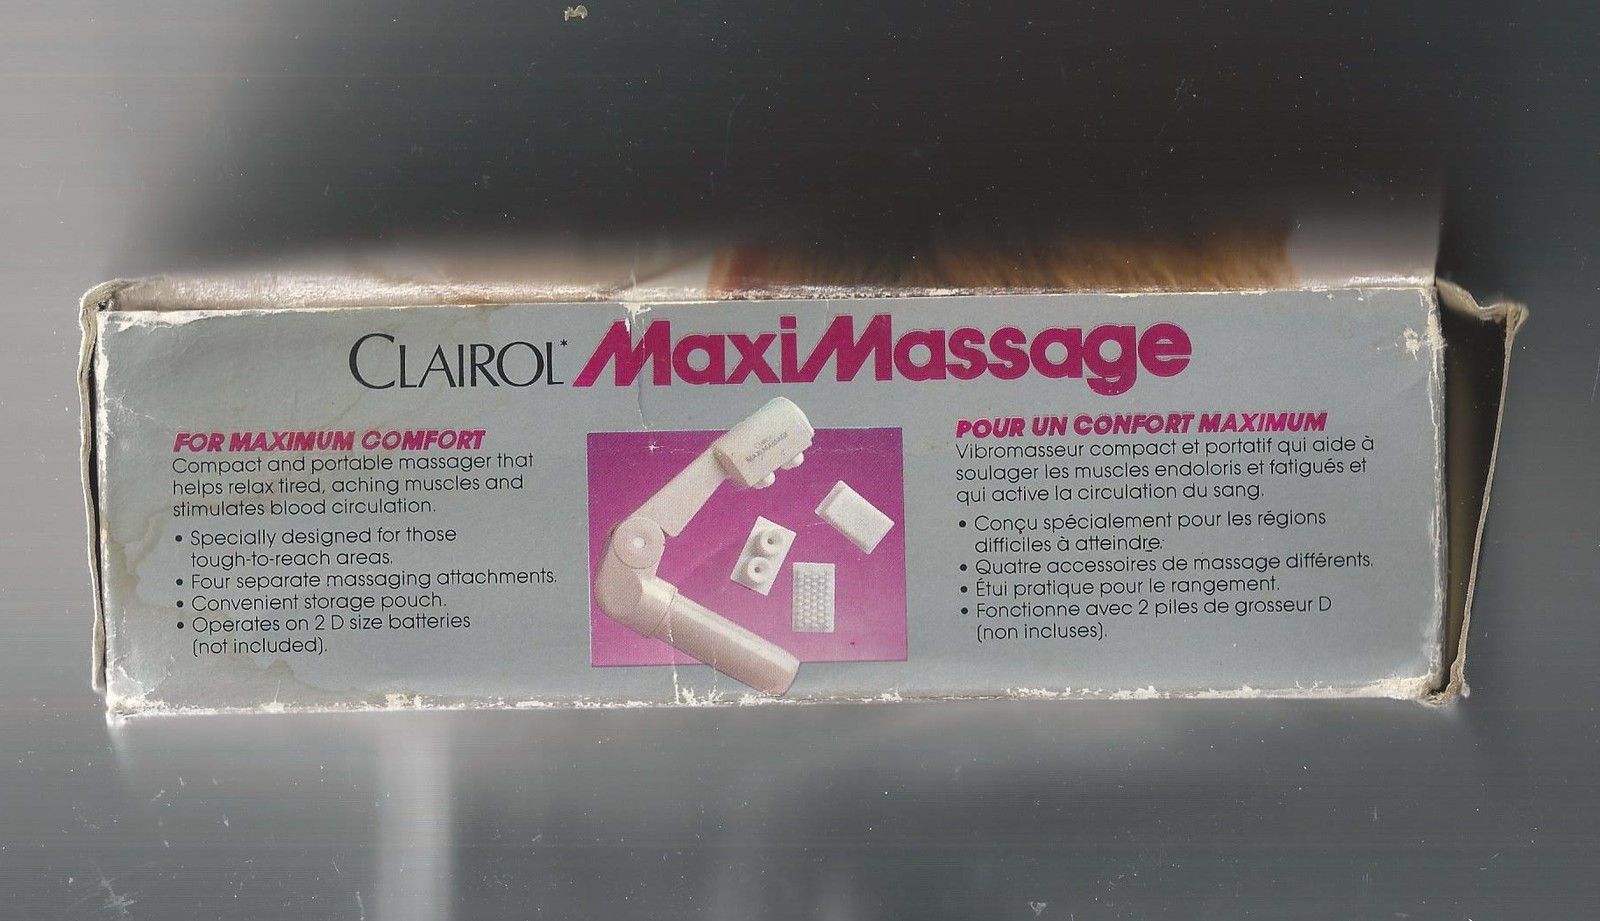 CLAIROL* MaxiMassage
FOR MAXIMUM COMFORT
Compact and portable massager that
helps relax tired, aching muscles and
stimulates blood circulation.
• Specially designed for those
tough-to-reach areas.
• Four separate massaging attachments.
• Convenient storage pouch.
• Operates on 2 D size batteries
(not included).
MAXIMASSAGE
POUR UN CONFORT MAXIMUM
Vibromasseur compact et portatif qui aide à
soulager les muscles endoloris et fatigués et
qui active la circulation du sang.
• Conçu spécialement pour les régions
difficiles à atteindre.
• Quatre accessoires de massage différents.
• Étui pratique pour le rangement.
• Fonctionne avec 2 piles de grosseur D
(non incluses).